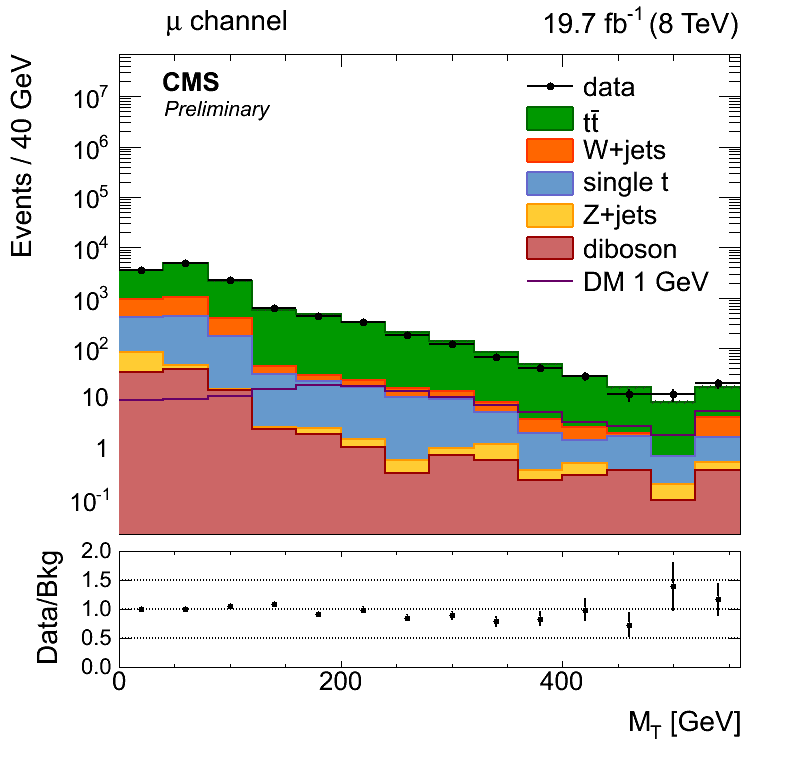 μ channel 19.7 fb⁻¹ (8 TeV)
CMS
Preliminary
data
tt̄
W+jets
single t
Z+jets
diboson
DM 1 GeV
Events / 40 GeV
10⁷
10⁶
10⁵
10⁴
10³
10²
10
1
10⁻¹
Data/Bkg
2.0
1.5
1.0
0.5
0.0
0 200 400
M_T [GeV]